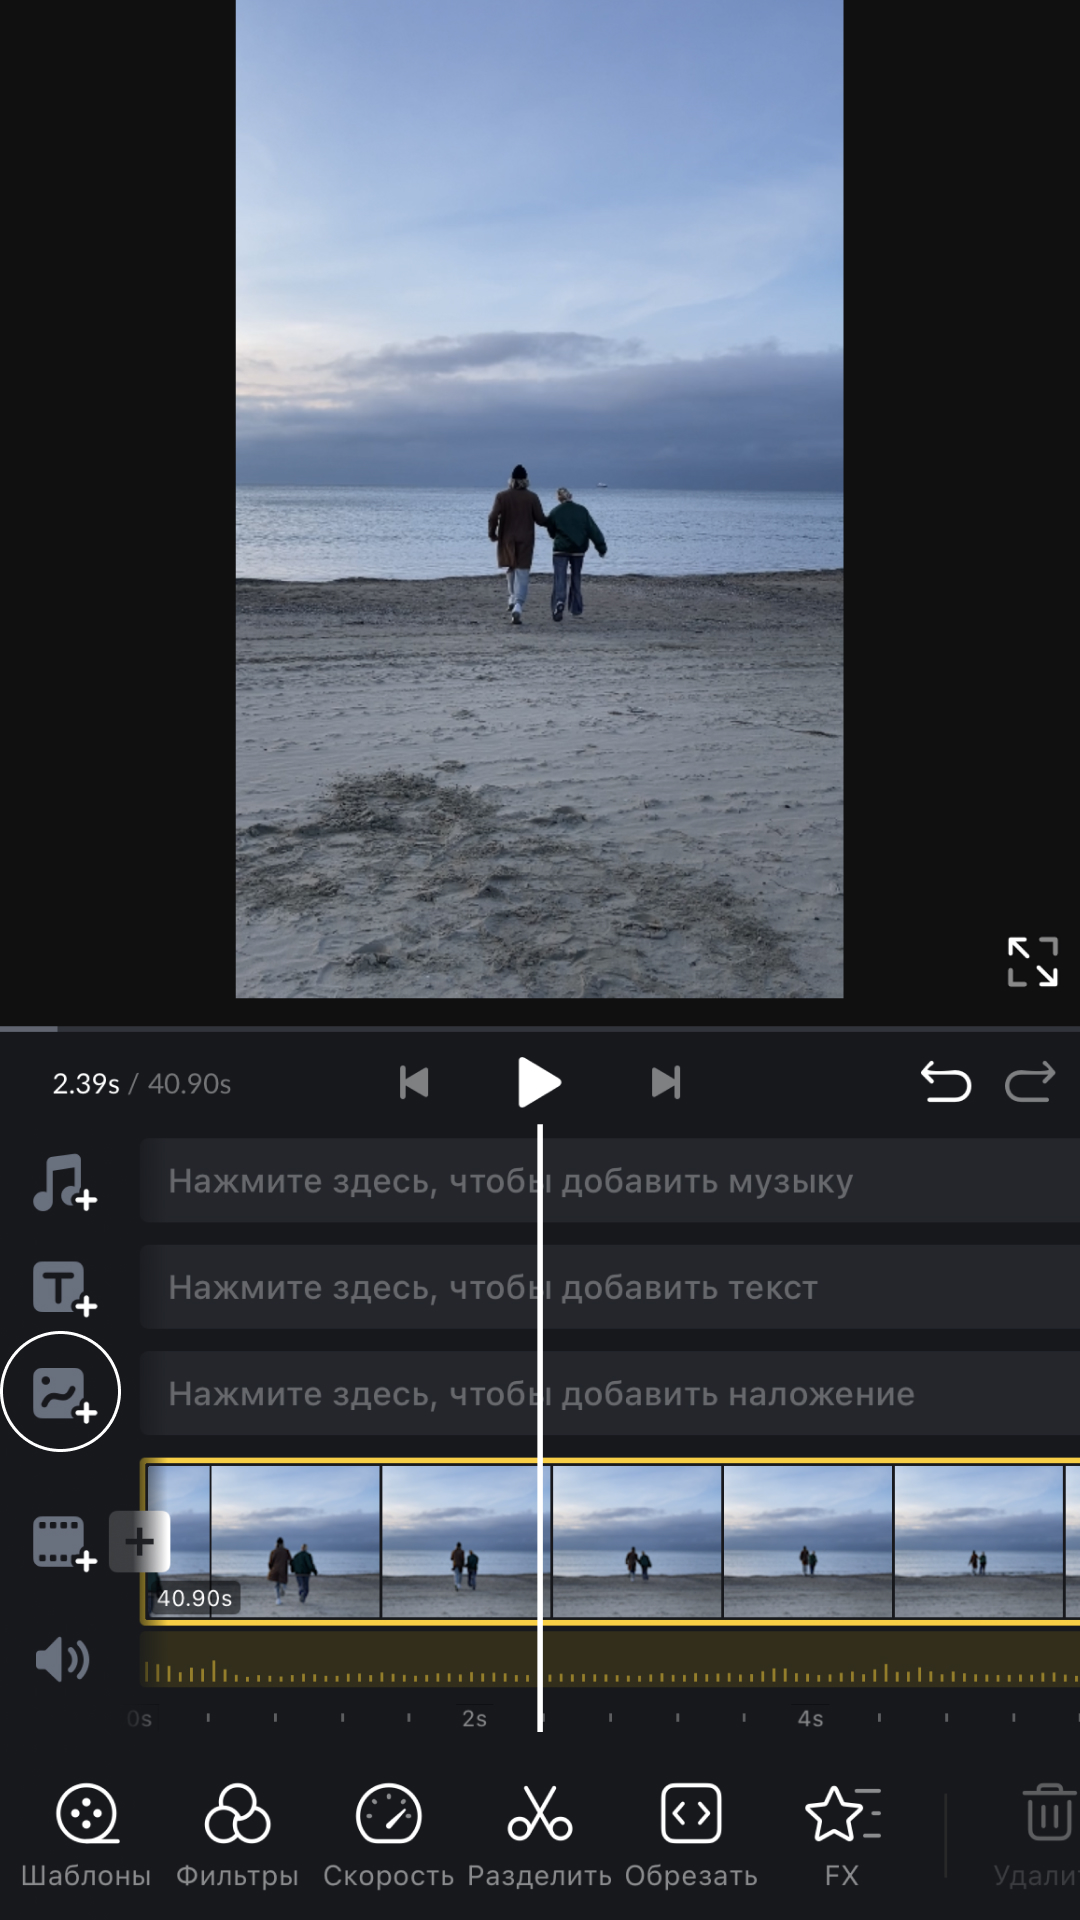 2.39s / 40.90s
Нажмите здесь, чтобы добавить музыку
Нажмите здесь, чтобы добавить текст
Нажмите здесь, чтобы добавить наложение
40.90s
0s 2s 4s
Шаблоны Фильтры Скорость Разделить Обрезать FX